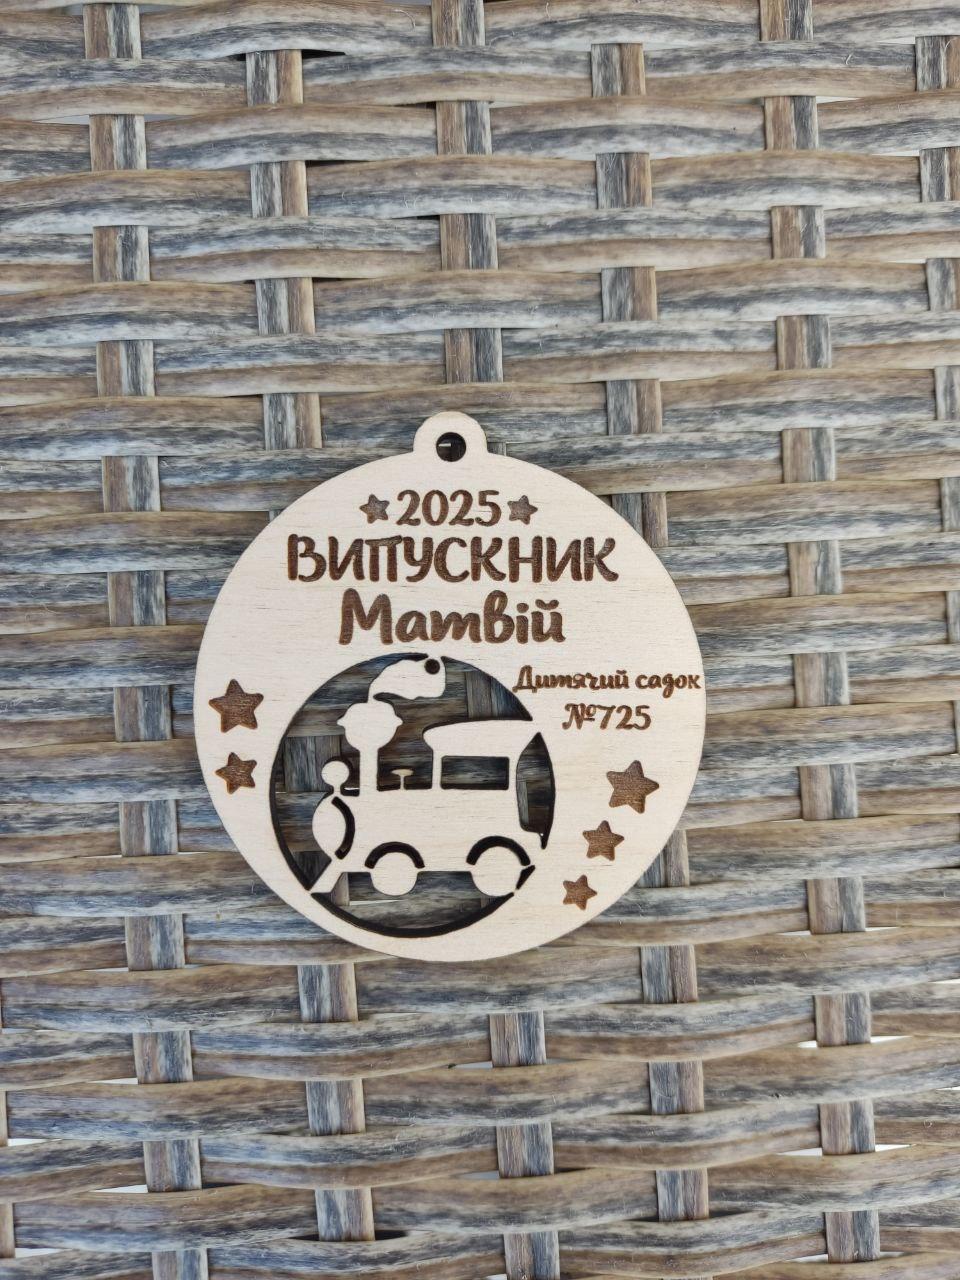 2025
ВИПУСКНИК
Матвій
Дитячий садок
№725